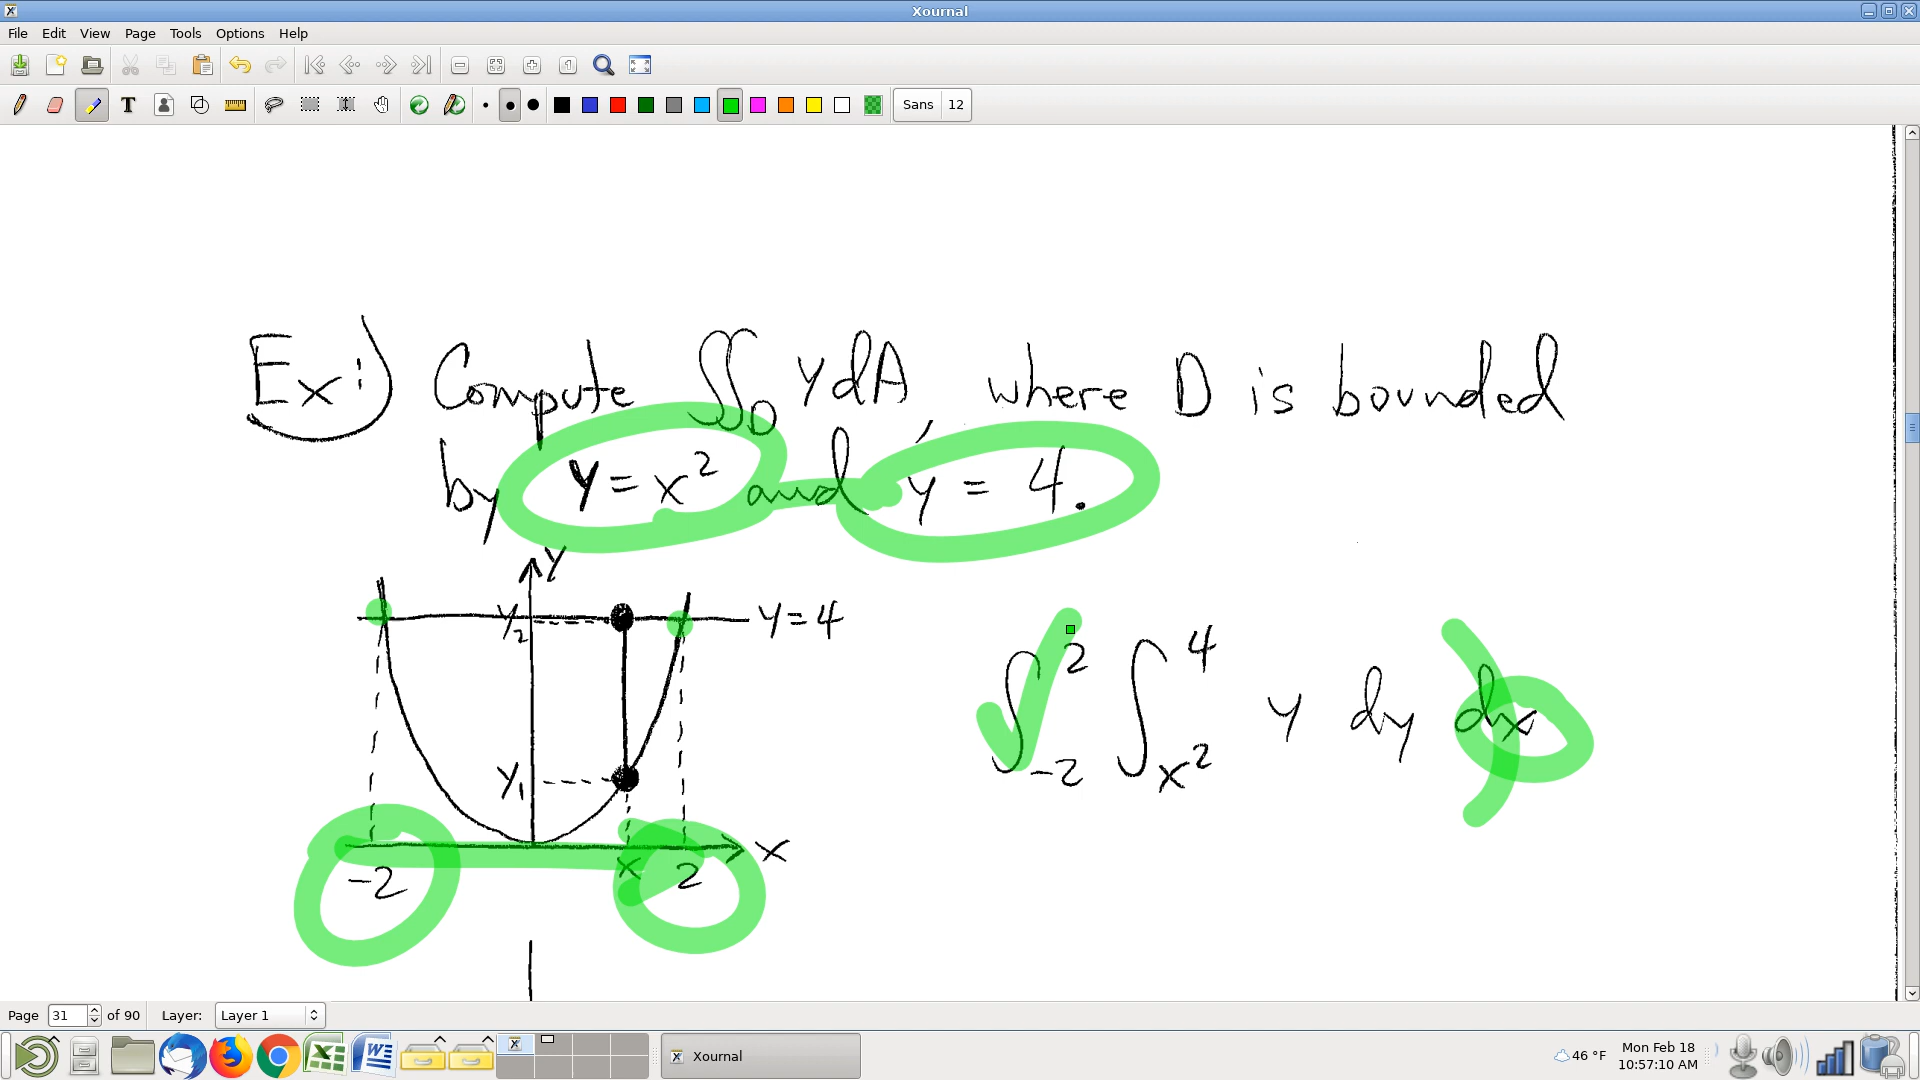 Xournal
File Edit View Page Tools Options Help
Sans 12
Ex:) Compute ∬_D y dA, where D is bounded
by y = x² and y = 4.
y
y₂ y = 4
∫_{-2}^{2} ∫_{x²}^{4} y dy dx
y₁
x
-2 x 2
Page 31 of 90 Layer: Layer 1
Xournal
46 °F
Mon Feb 18
10:57:10 AM